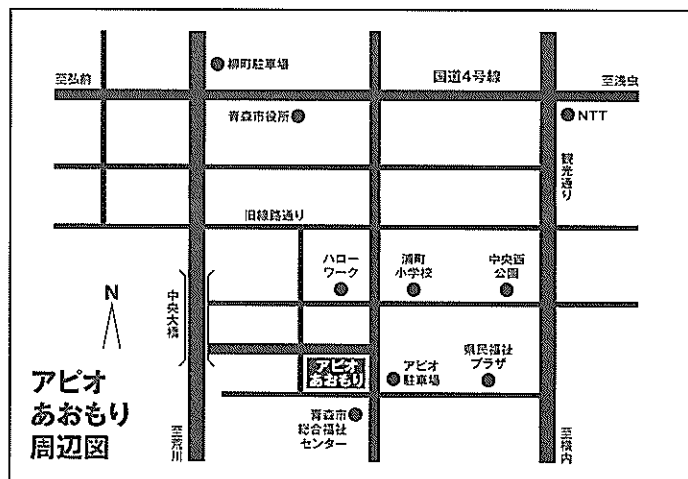 柳町駐車場
国道4号線
至弘前
至浅虫
青森市役所
NTT
観光通り
旧線路通り
ハロー
ワーク
浦町
小学校
中央西
公園
N
中央大橋
アピオ
あおもり
アピオ
駐車場
県民福祉
プラザ
アピオ
あおもり
周辺図
青森市
総合福祉
センター
至荒川
至横内